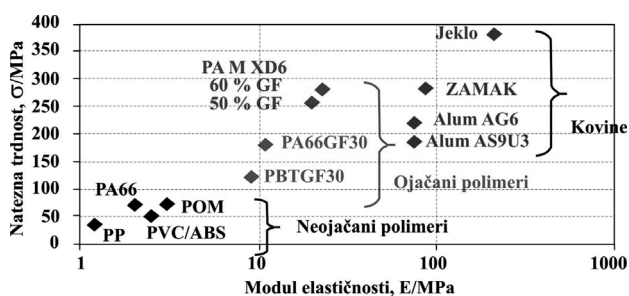 Natezna trdnost, σ/MPa
400
350
300
250
200
150
100
50
0
Jeklo
PA M XD6
60 % GF
50 % GF
ZAMAK
Alum AG6
Kovine
PA66GF30
Alum AS9U3
PBTGF30
Ojačani polimeri
PA66
POM
PP
PVC/ABS
Neojačani polimeri
1
10
100
1000
Modul elastičnosti, E/MPa